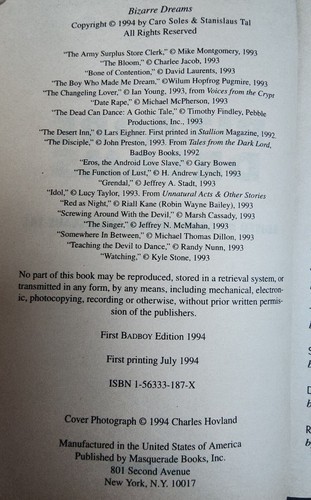 Bizarre Dreams
Copyright © 1994 by Caro Soles & Stanislaus Tal
All Rights Reserved
"The Army Surplus Store Clerk," © Mike Montgomery, 1993
"The Bloom," © Charlee Jacob, 1993
"Bone of Contention," © David Laurents, 1993
"The Boy Who Made Me Dream," ©Wilum Hopfrog Pugmire, 1993
"The Changeling Lover," © Ian Young, 1993, from Voices from the Crypt
"Date Rape," © Michael McPherson, 1993
"The Dead Can Dance: A Gothic Tale," © Timothy Findley, Pebble
Productions, Inc., 1993
"The Desert Inn," © Lars Eighner. First printed in Stallion Magazine, 1992
"The Disciple," © John Preston, 1993. From Tales from the Dark Lord,
BadBoy Books, 1992
"Eros, the Android Love Slave," © Gary Bowen
"The Function of Lust," © H. Andrew Lynch, 1993
"Grendal," © Jeffrey A. Stadt, 1993
"Idol," © Lucy Taylor, 1993. From Unnatural Acts & Other Stories
"Red as Night," © Riall Kane (Robin Wayne Bailey), 1993
"Screwing Around With the Devil," © Marsh Cassady, 1993
"The Singer," © Jeffrey N. McMahan, 1993
"Somewhere In Between," © Michael Thomas Dillon, 1993
"Teaching the Devil to Dance," © Randy Nunn, 1993
"Watching," © Kyle Stone, 1993
No part of this book may be reproduced, stored in a retrieval system, or
transmitted in any form, by any means, including mechanical, electron-
ic, photocopying, recording or otherwise, without prior written permis-
sion of the publishers.
First BADBOY Edition 1994
First printing July 1994
ISBN 1-56333-187-X
Cover Photograph © 1994 Charles Hovland
Manufactured in the United States of America
Published by Masquerade Books, Inc.
801 Second Avenue
New York, N.Y. 10017